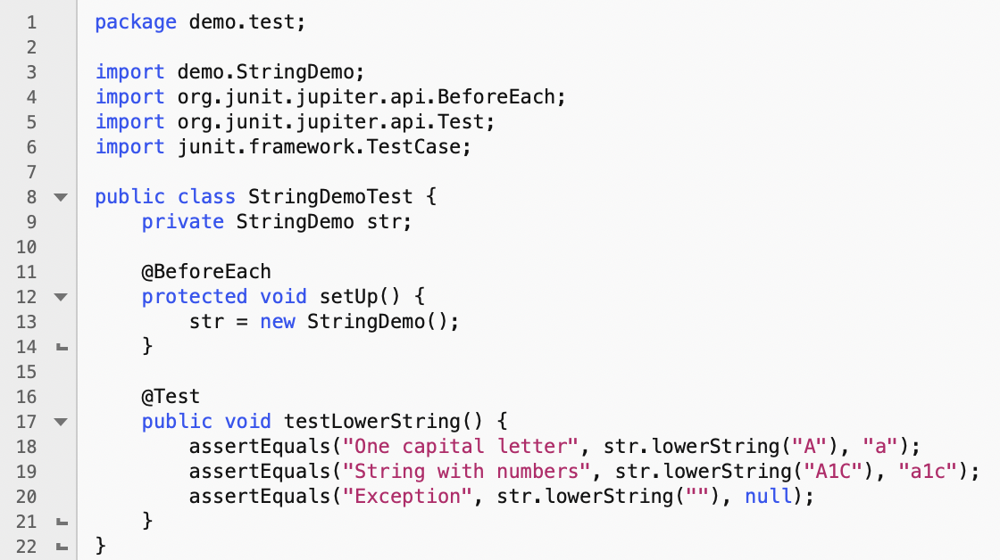 1 package demo.test;
2
3 import demo.StringDemo;
4 import org.junit.jupiter.api.BeforeEach;
5 import org.junit.jupiter.api.Test;
6 import junit.framework.TestCase;
7
8 public class StringDemoTest {
9     private StringDemo str;
10
11     @BeforeEach
12     protected void setUp() {
13         str = new StringDemo();
14     }
15
16     @Test
17     public void testLowerString() {
18         assertEquals("One capital letter", str.lowerString("A"), "a");
19         assertEquals("String with numbers", str.lowerString("A1C"), "a1c");
20         assertEquals("Exception", str.lowerString(""), null);
21     }
22 }